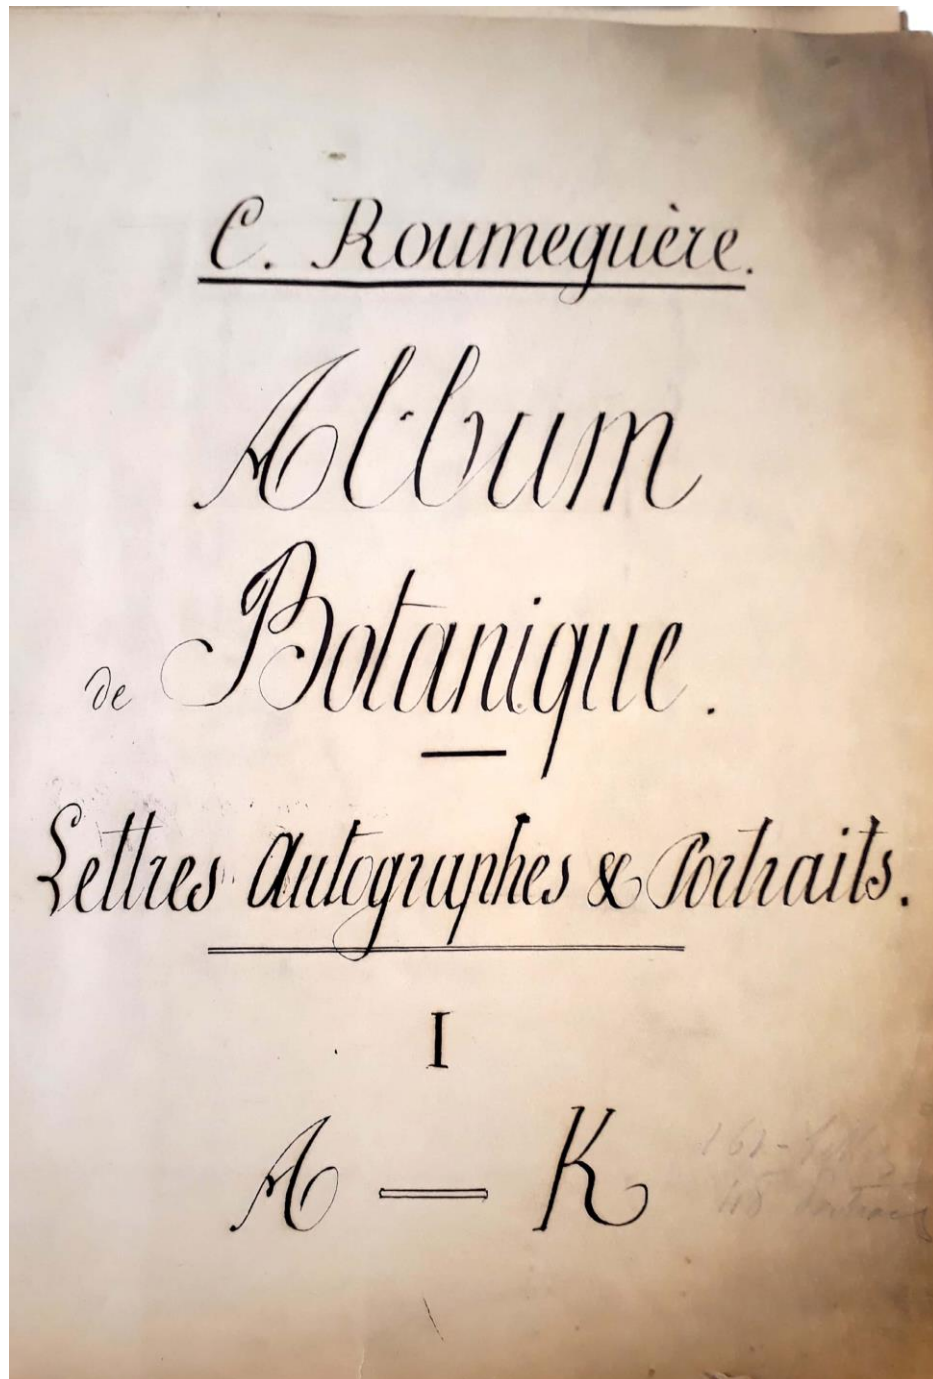 C. Roumeguère.
Album
de Botanique.
Lettres Autographes & Portraits.
I
A = K